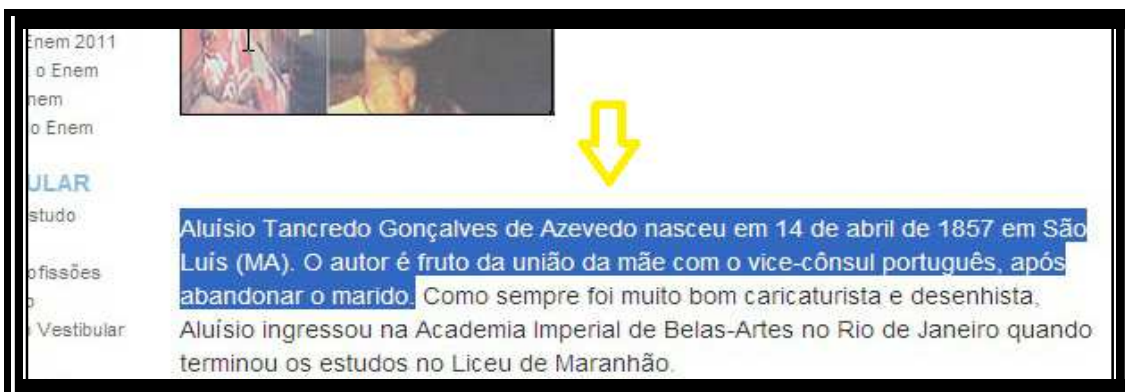 Enem 2011
o Enem
nem
o Enem
ULAR
studo
ofissões
o
o Vestibular
Aluísio Tancredo Gonçalves de Azevedo nasceu em 14 de abril de 1857 em São
Luís (MA). O autor é fruto da união da mãe com o vice-cônsul português, após
abandonar o marido. Como sempre foi muito bom caricaturista e desenhista,
Aluísio ingressou na Academia Imperial de Belas-Artes no Rio de Janeiro quando
terminou os estudos no Liceu de Maranhão.